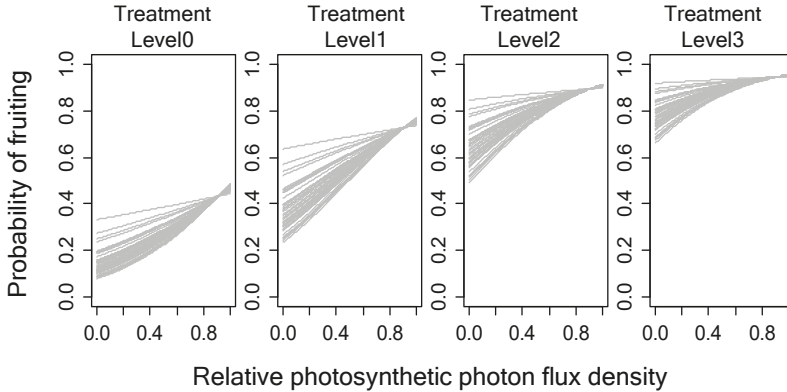 Treatment Level0
Treatment Level1
Treatment Level2
Treatment Level3
Probability of fruiting
0.0 0.2 0.4 0.6 0.8 1.0
0.0 0.2 0.4 0.6 0.8 1.0
0.0 0.2 0.4 0.6 0.8 1.0
0.0 0.2 0.4 0.6 0.8 1.0
0.0 0.4 0.8
0.0 0.4 0.8
0.0 0.4 0.8
0.0 0.4 0.8
Relative photosynthetic photon flux density